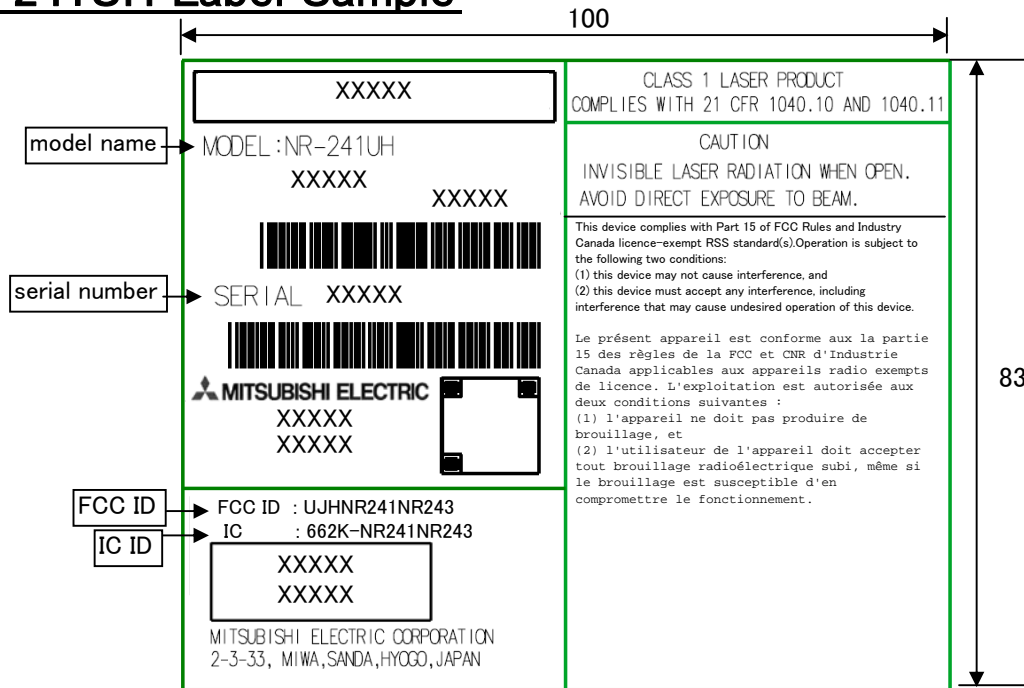 Label Sample
100
XXXXX
model name
MODEL:NR-241UH
XXXXX
XXXXX
serial number
SERIAL XXXXX
MITSUBISHI ELECTRIC
XXXXX
XXXXX
FCC ID
FCC ID : UJHNR241NR243
IC ID
IC : 662K-NR241NR243
XXXXX
XXXXX
MITSUBISHI ELECTRIC CORPORATION
2-3-33, MIWA,SANDA,HYOGO,JAPAN
CLASS 1 LASER PRODUCT
COMPLIES WITH 21 CFR 1040.10 AND 1040.11
CAUTION
INVISIBLE LASER RADIATION WHEN OPEN.
AVOID DIRECT EXPOSURE TO BEAM.
This device complies with Part 15 of FCC Rules and Industry
Canada licence-exempt RSS standard(s).Operation is subject to
the following two conditions:
(1) this device may not cause interference, and
(2) this device must accept any interference, including
interference that may cause undesired operation of this device.
Le présent appareil est conforme aux la partie
15 des règles de la FCC et CNR d'Industrie
Canada applicables aux appareils radio exempts
de licence. L'exploitation est autorisée aux
deux conditions suivantes :
(1) l'appareil ne doit pas produire de
brouillage, et
(2) l'utilisateur de l'appareil doit accepter
tout brouillage radioélectrique subi, même si
le brouillage est susceptible d'en
compromettre le fonctionnement.
83